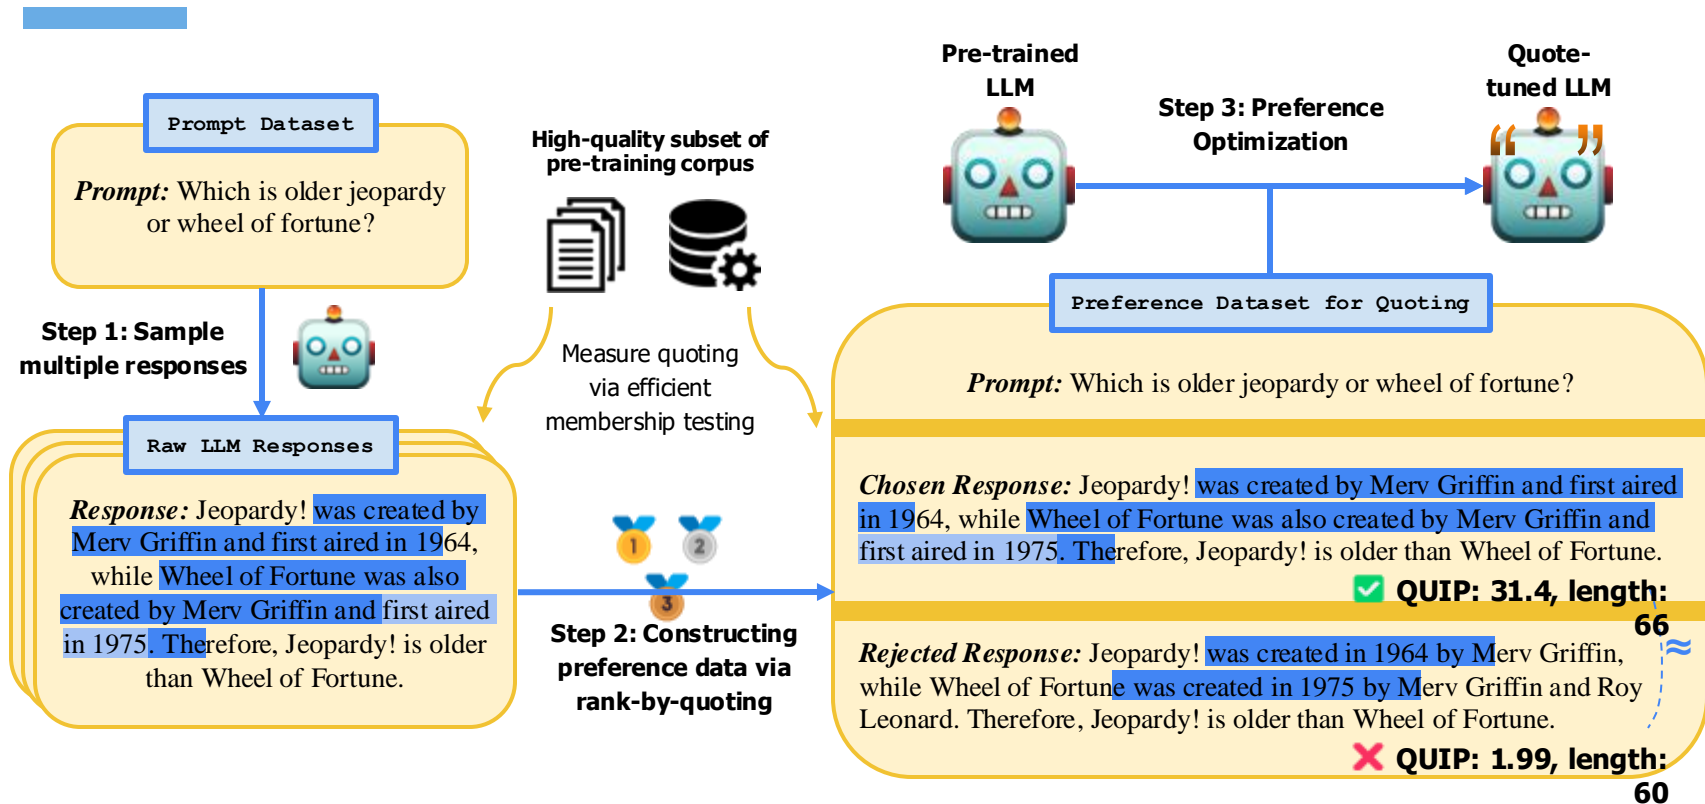 Prompt Dataset
Prompt: Which is older jeopardy
or wheel of fortune?
Step 1: Sample
multiple responses
Raw LLM Responses
Response: Jeopardy! was created by
Merv Griffin and first aired in 1964,
while Wheel of Fortune was also
created by Merv Griffin and first aired
in 1975. Therefore, Jeopardy! is older
than Wheel of Fortune.
High-quality subset of
pre-training corpus
Measure quoting
via efficient
membership testing
1
2
3
Step 2: Constructing
preference data via
rank-by-quoting
Pre-trained
LLM
Step 3: Preference
Optimization
Quote-
tuned LLM
“ ”
Preference Dataset for Quoting
Prompt: Which is older jeopardy or wheel of fortune?
Chosen Response: Jeopardy! was created by Merv Griffin and first aired
in 1964, while Wheel of Fortune was also created by Merv Griffin and
first aired in 1975. Therefore, Jeopardy! is older than Wheel of Fortune.
QUIP: 31.4, length:
66
≈
Rejected Response: Jeopardy! was created in 1964 by Merv Griffin,
while Wheel of Fortune was created in 1975 by Merv Griffin and Roy
Leonard. Therefore, Jeopardy! is older than Wheel of Fortune.
QUIP: 1.99, length:
60